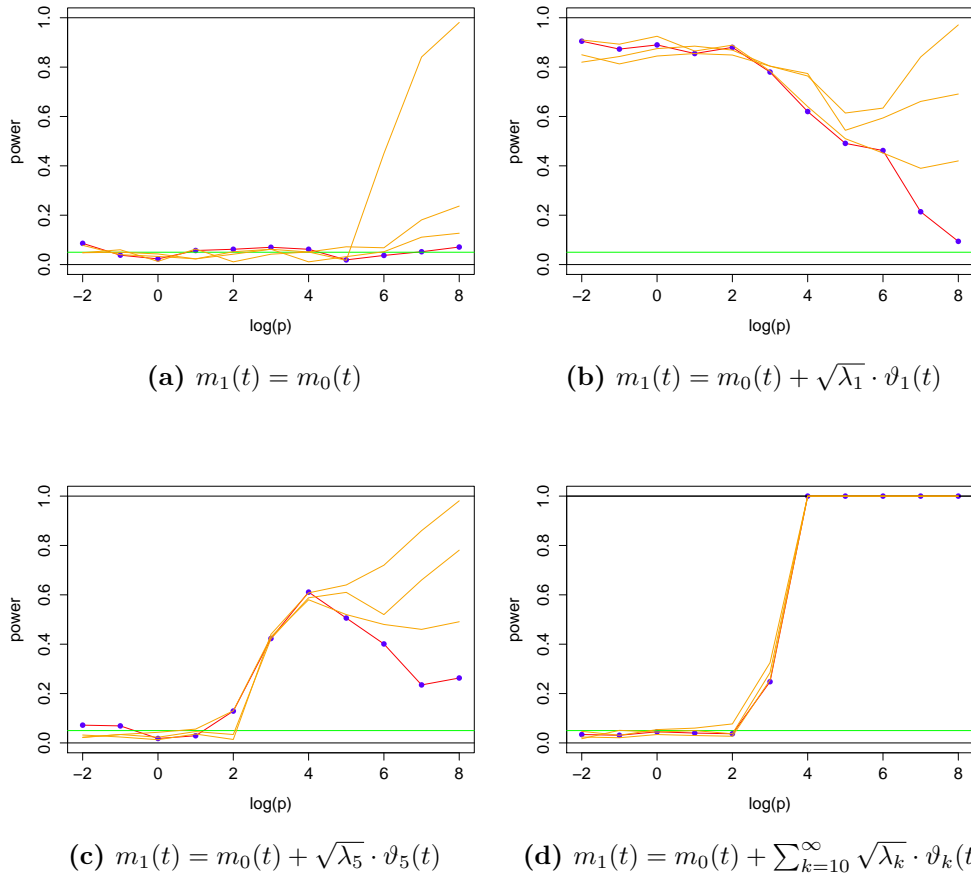 power
0.0 0.2 0.4 0.6 0.8 1.0
−2 0 2 4 6 8
log(p)
(a) m₁(t) = m₀(t)
power
0.0 0.2 0.4 0.6 0.8 1.0
−2 0 2 4 6 8
log(p)
(b) m₁(t) = m₀(t) + √λ₁ · ϑ₁(t)
power
0.0 0.2 0.4 0.6 0.8 1.0
−2 0 2 4 6 8
log(p)
(c) m₁(t) = m₀(t) + √λ₅ · ϑ₅(t)
power
0.0 0.2 0.4 0.6 0.8 1.0
−2 0 2 4 6 8
log(p)
(d) m₁(t) = m₀(t) + ∑_{k=10}^{∞} √λₖ · ϑₖ(t